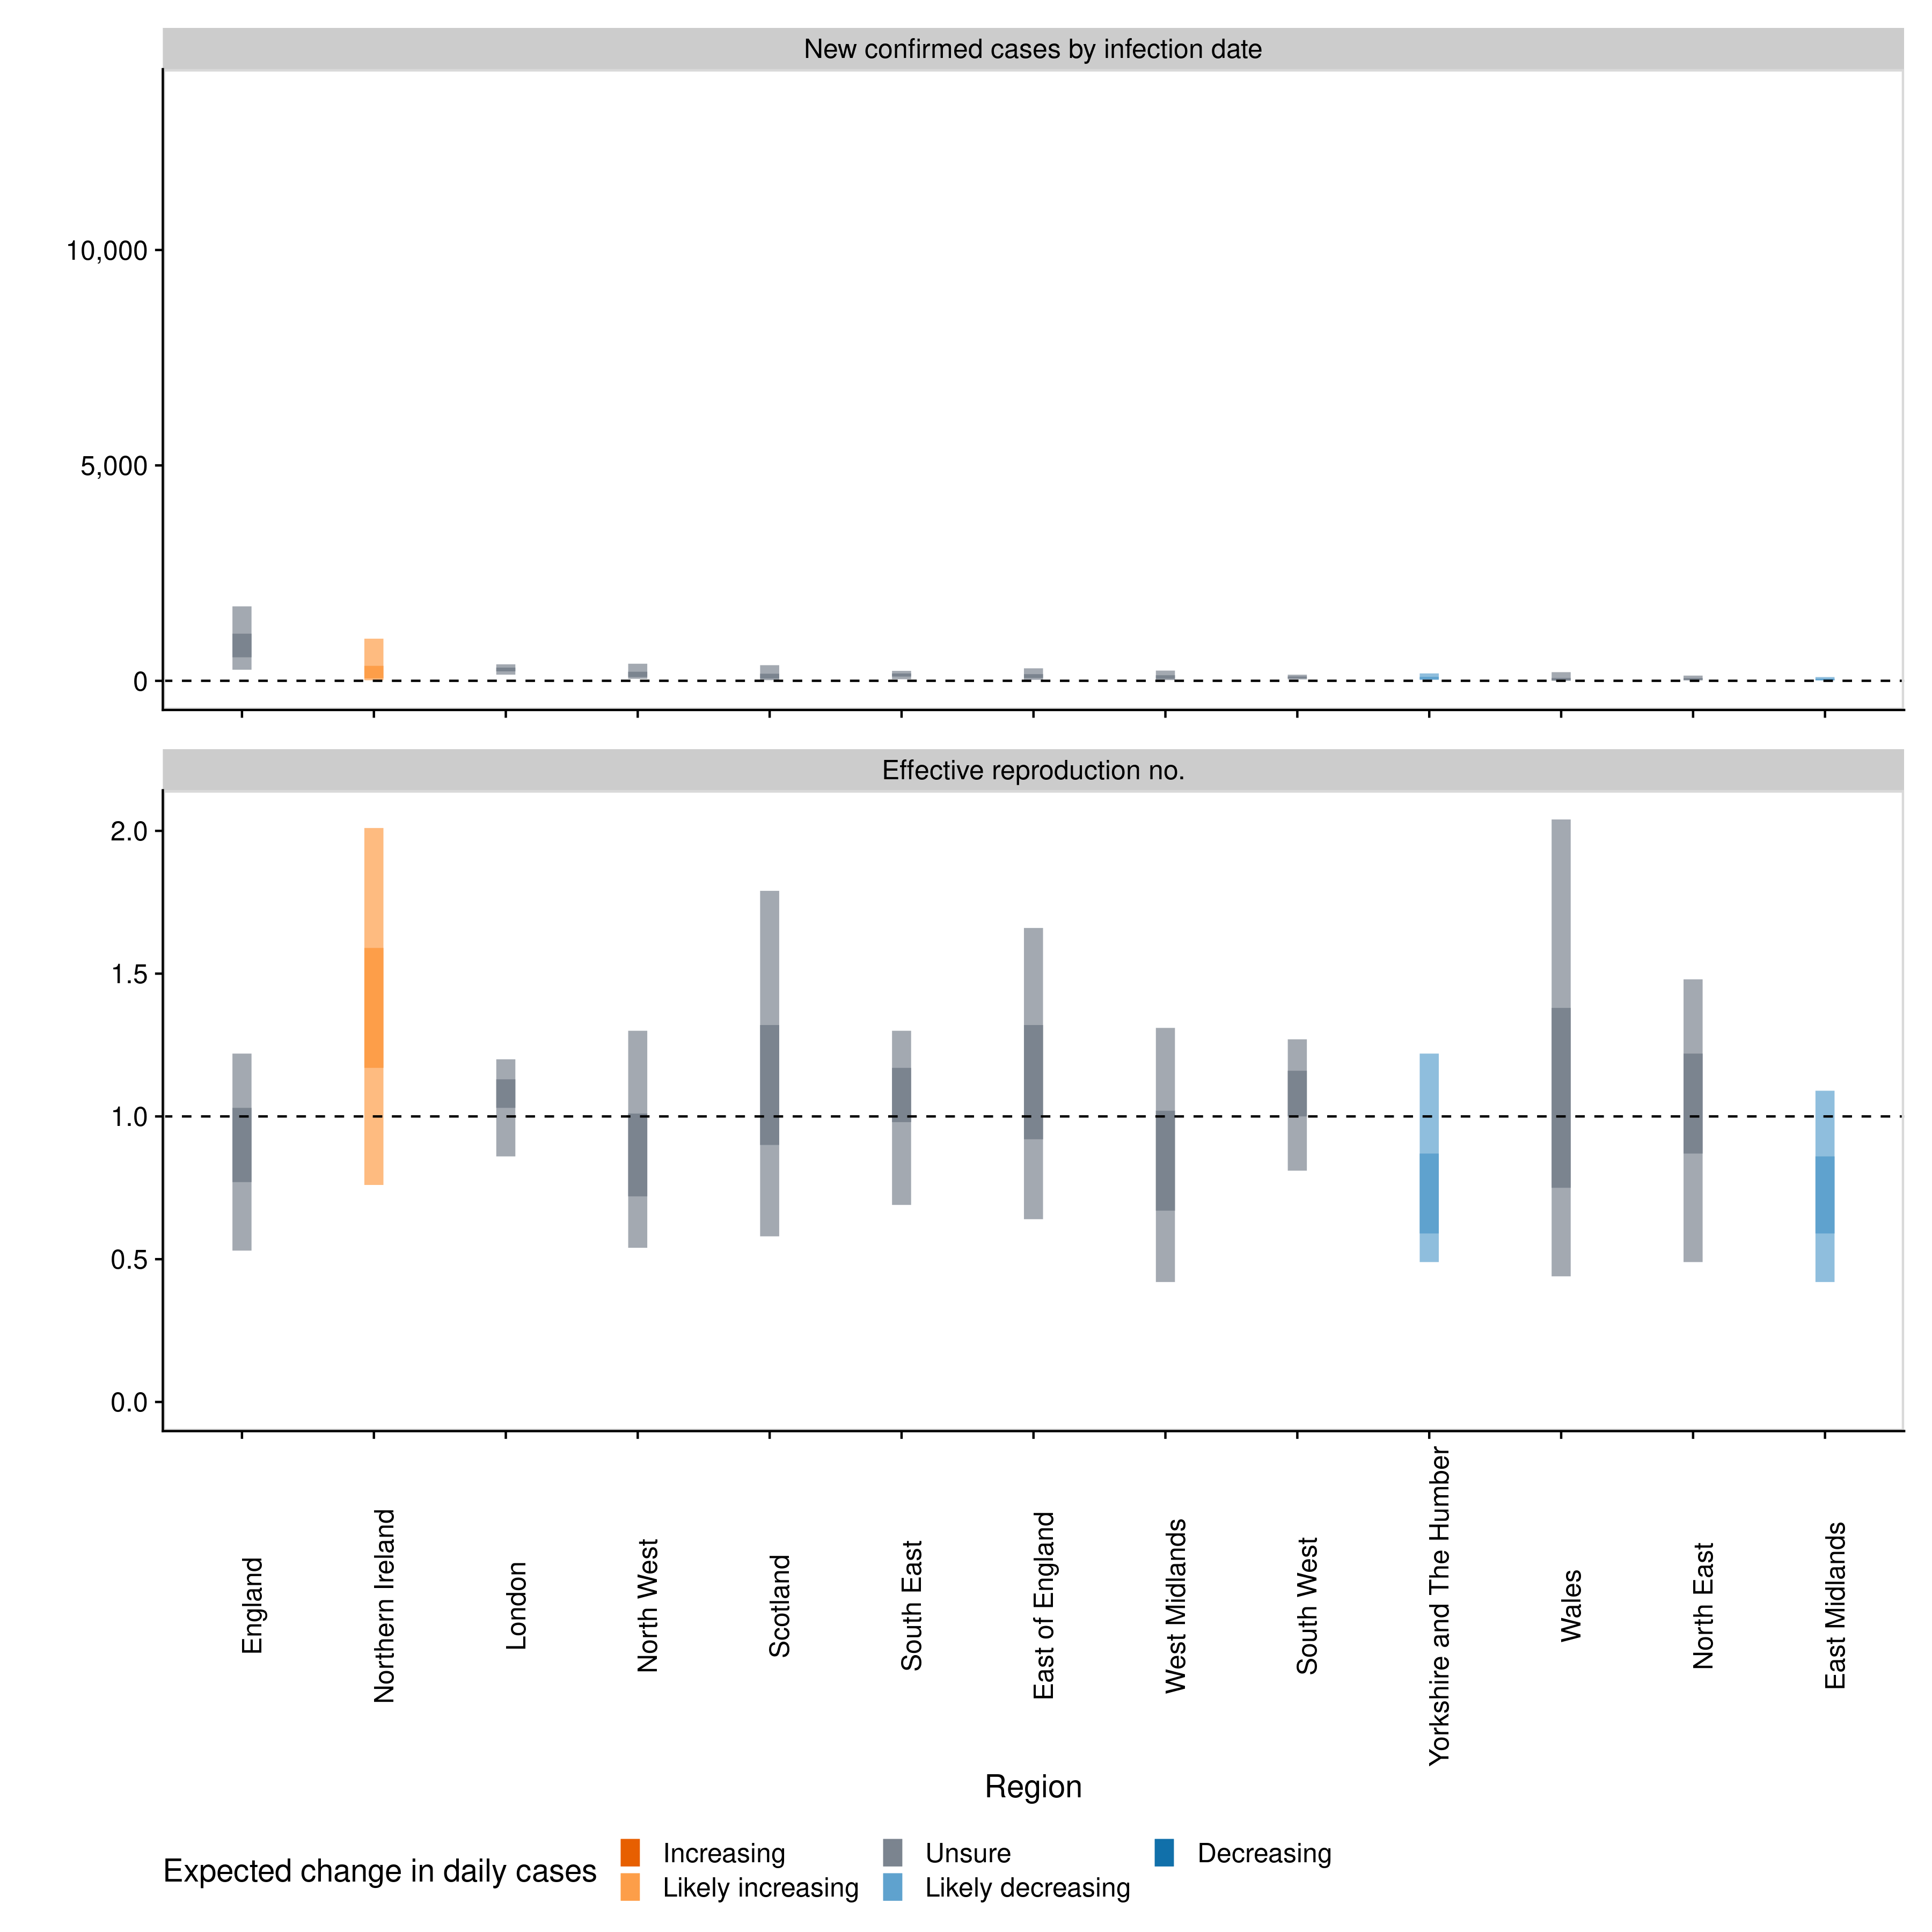 New confirmed cases by infection date
10,000
5,000
0
Effective reproduction no.
2.0
1.5
1.0
0.5
0.0
England
Northern Ireland
London
North West
Scotland
South East
East of England
West Midlands
South West
Yorkshire and The Humber
Wales
North East
East Midlands
Region
Expected change in daily cases
Increasing
Likely increasing
Unsure
Likely decreasing
Decreasing